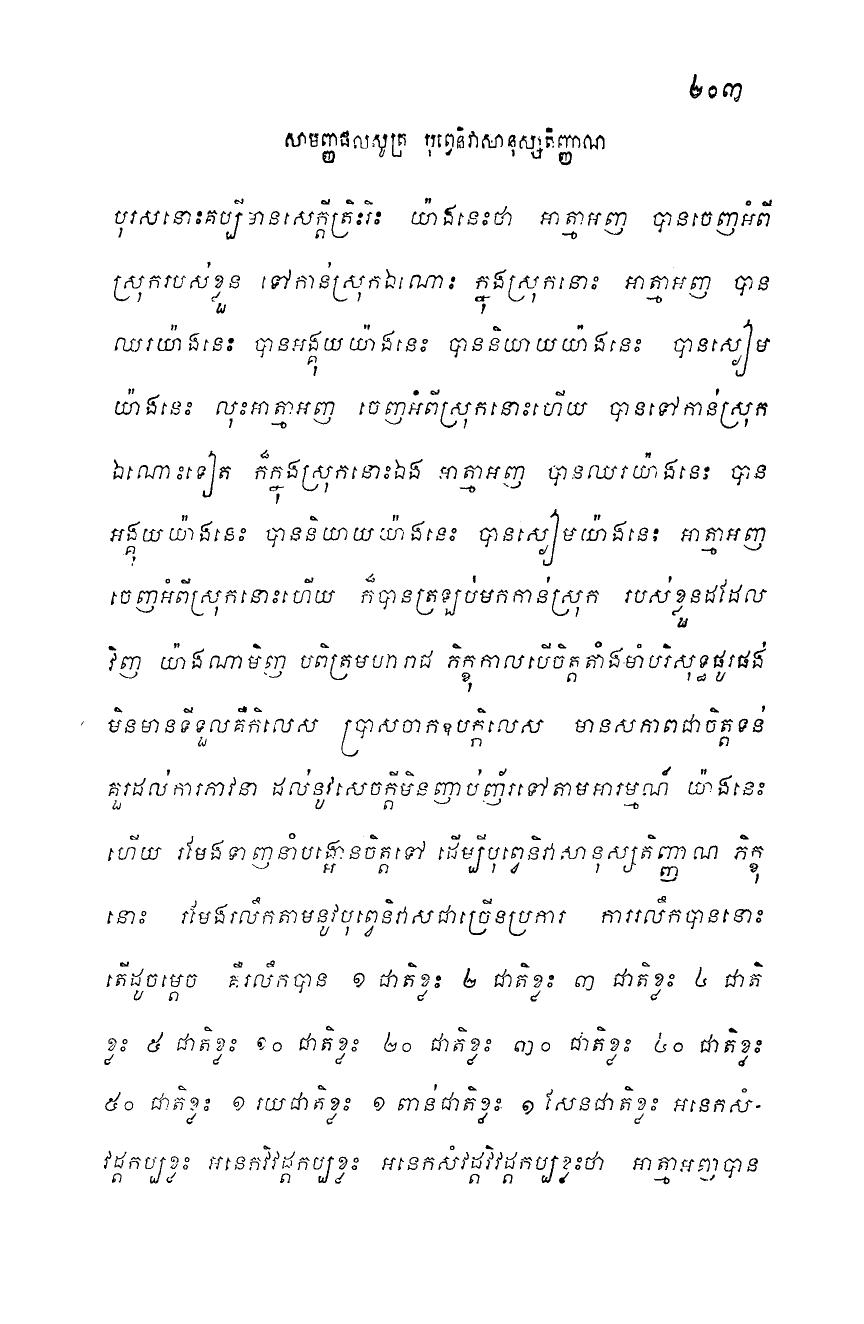 ២០៣
សាមញ្ញផលសូត្រ បុព្វេនិវាសានុស្សតិញ្ញាណ
បុរសនោះគប្បីមានសេក្តីត្រិះរិះ យ៉ាងនេះថា អាត្មាអញ បានចេញអំពី
ស្រុករបស់ខ្លួន ទៅកាន់ស្រុកឯណោះ ក្នុងស្រុកនោះ អាត្មាអញ បាន
ឈរយ៉ាងនេះ បានអង្គុយយ៉ាងនេះ បាននិយាយយ៉ាងនេះ បានស្ងៀម
យ៉ាងនេះ លុះអាត្មាអញ ចេញអំពីស្រុកនោះហើយ បានទៅកាន់ស្រុក
ឯណោះទៀត ក៏ក្នុងស្រុកនោះឯង អាត្មាអញ បានឈរយ៉ាងនេះ បាន
អង្គុយយ៉ាងនេះ បាននិយាយយ៉ាងនេះ បានស្ងៀមយ៉ាងនេះ អាត្មាអញ
ចេញអំពីស្រុកនោះហើយ ក៏បានត្រឡប់មកកាន់ស្រុក របស់ខ្លួនដដែល
វិញ យ៉ាងណាមិញ បពិត្រមហារាជ ភិក្ខុកាលបើចិត្តតាំងមាំបរិសុទ្ធផូរផង់
មិនមានទីទួលគឺកិលេស ប្រាសចាកឧបក្កិលេស មានសភាពជាចិត្តទន់
គួរដល់ការភាវនា ដល់នូវសេចក្តីមិនញាប់ញ័រទៅតាមអារម្មណ៍ យ៉ាងនេះ
ហើយ រមែងទាញនាំបង្អោនចិត្តទៅ ដើម្បីបុព្វេនិវាសានុស្សតិញ្ញាណ ភិក្ខុ
នោះ រមែងរលឹកតាមនូវបុព្វេនិវាសជាច្រើនប្រការ ការរលឹកបាននោះ
តើដូចម្តេច គឺរលឹកបាន ១ ជាតិខ្លះ ២ ជាតិខ្លះ ៣ ជាតិខ្លះ ៤ ជាតិ
ខ្លះ ៥ ជាតិខ្លះ ១០ ជាតិខ្លះ ២០ ជាតិខ្លះ ៣០ ជាតិខ្លះ ៤០ ជាតិខ្លះ
៥០ ជាតិខ្លះ ១ រយជាតិខ្លះ ១ ពាន់ជាតិខ្លះ ១ សែនជាតិខ្លះ អនេកសំ-
វដ្តកប្បខ្លះ អនេកវិវដ្តកប្បខ្លះ អនេកសំវដ្តវិវដ្តកប្បខ្លះថា អាត្មាអញបាន